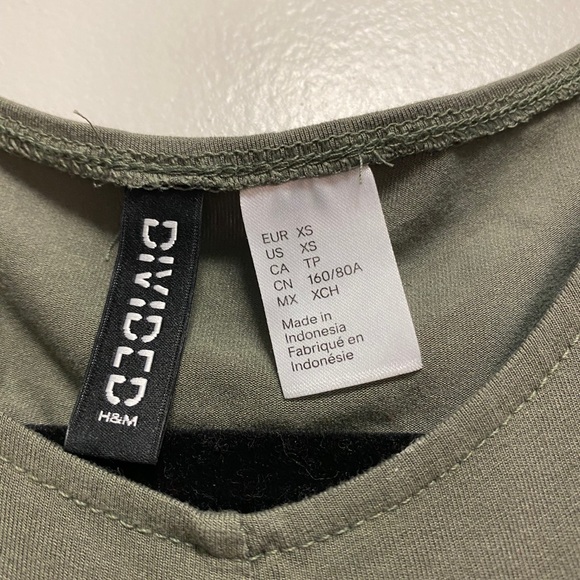 DIVIDED
H&M
EUR XS
US XS
CA TP
CN 160/80A
MX XCH
Made in
Indonesia
Fabriqué en
Indonésie